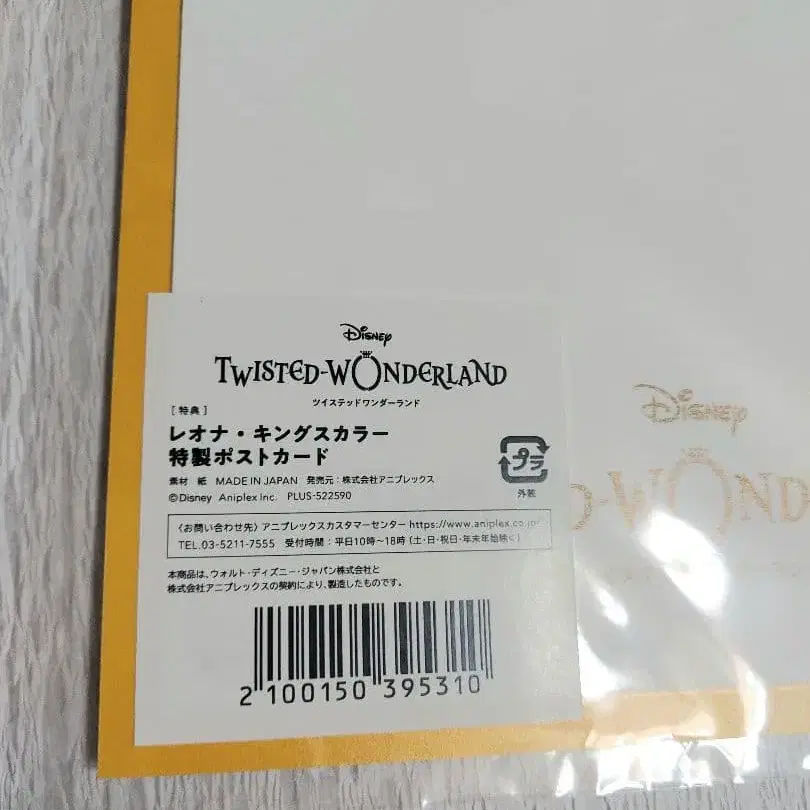 Disney
TWISTED-WONDERLAND
ツイステッドワンダーランド
[特典]
レオナ・キングスカラー
特製ポストカード
素材 紙 MADE IN JAPAN 発売元:株式会社アニプレックス
©Disney Aniplex Inc. PLUS-522590
プラ
外装
〈お問い合わせ先〉アニプレックスカスタマーセンター https://www.aniplex.co.jp/
TEL.03-5211-7555 受付時間:平日10時〜18時(土・日・祝日・年末年始除く)
本商品は、ウォルト・ディズニー・ジャパン株式会社と
株式会社アニプレックスの契約により、製造したものです。
2 100150 395310
Disney
D-WONDERL